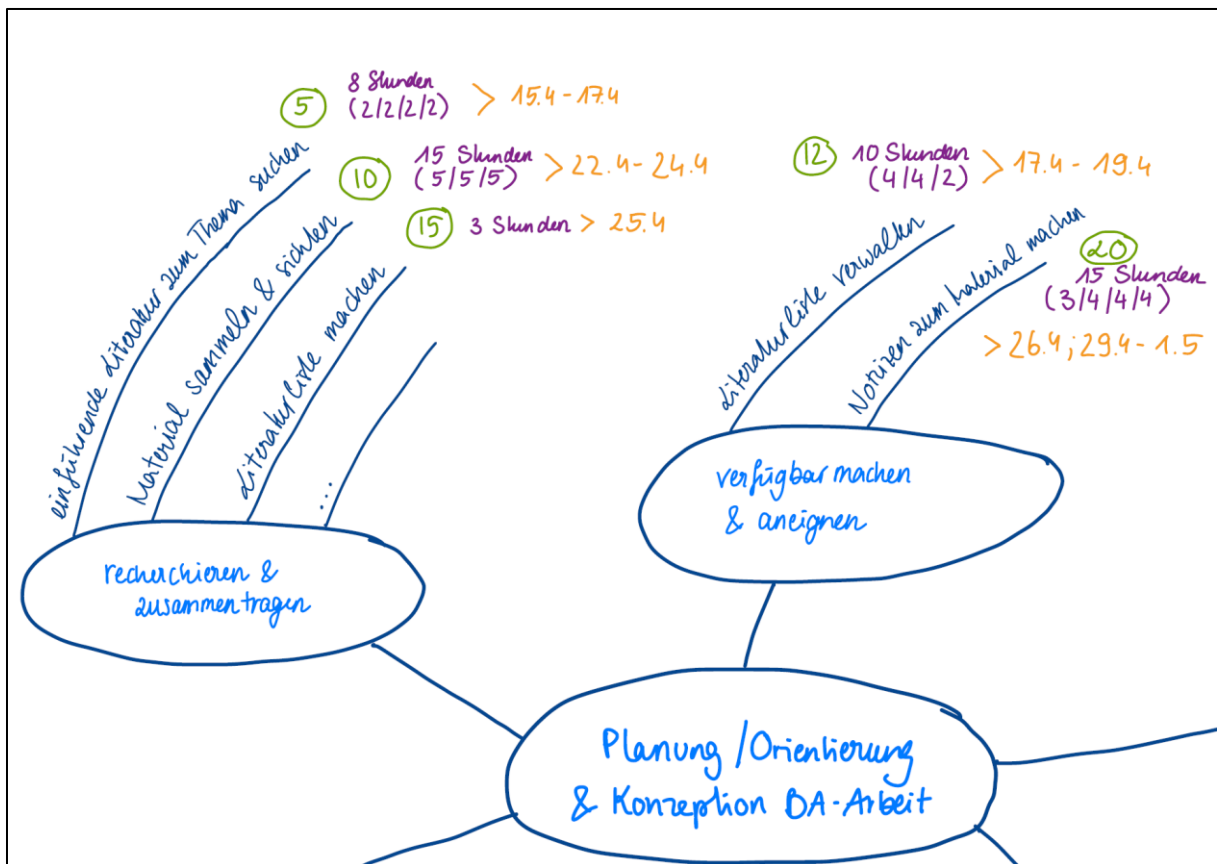 8 Stunden
(2/2/2/2)
> 15.4 - 17.4
5
einführende Literatur zum Thema suchen
15 Stunden
(5/5/5)
> 22.4 - 24.4
10
Material sammeln & sichten
15
3 Stunden > 25.4
Literaturliste machen
...
recherchieren &
zusammentragen
12
10 Stunden
(4/4/2)
> 17.4 - 19.4
Literaturliste verwalten
20
15 Stunden
(3/4/4/4)
> 26.4; 29.4 - 1.5
Notizen zum Material machen
verfügbar machen
& aneignen
Planung / Orientierung
& Konzeption BA-Arbeit